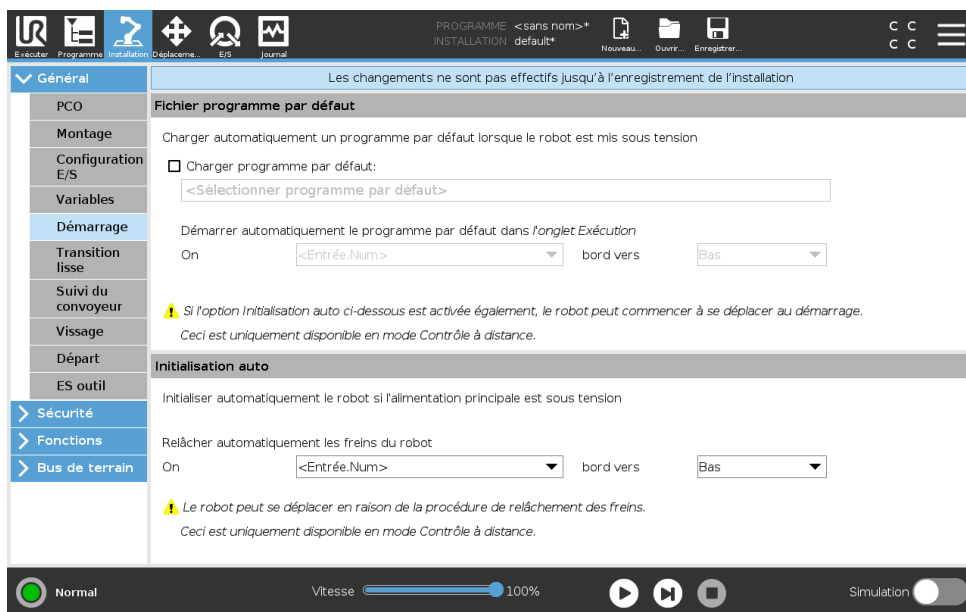 UR
PROGRAMME <sans nom>*
INSTALLATION default*
Exécuter Programme Installation Déplaceme... E/S Journal
Nouveau... Ouvrir... Enregistrer...
C C
C C
Général
Les changements ne sont pas effectifs jusqu'à l'enregistrement de l'installation
PCO
Montage
Configuration
E/S
Variables
Démarrage
Transition
lisse
Suivi du
convoyeur
Vissage
Départ
ES outil
Sécurité
Fonctions
Bus de terrain
Fichier programme par défaut
Charger automatiquement un programme par défaut lorsque le robot est mis sous tension
Charger programme par défaut:
<Sélectionner programme par défaut>
Démarrer automatiquement le programme par défaut dans l'onglet Exécution
On <Entrée.Num> bord vers Bas
Si l'option Initialisation auto ci-dessous est activée également, le robot peut commencer à se déplacer au démarrage.
Ceci est uniquement disponible en mode Contrôle à distance.
Initialisation auto
Initialiser automatiquement le robot si l'alimentation principale est sous tension
Relâcher automatiquement les freins du robot
On <Entrée.Num> bord vers Bas
Le robot peut se déplacer en raison de la procédure de relâchement des freins.
Ceci est uniquement disponible en mode Contrôle à distance.
Normal
Vitesse 100%
Simulation